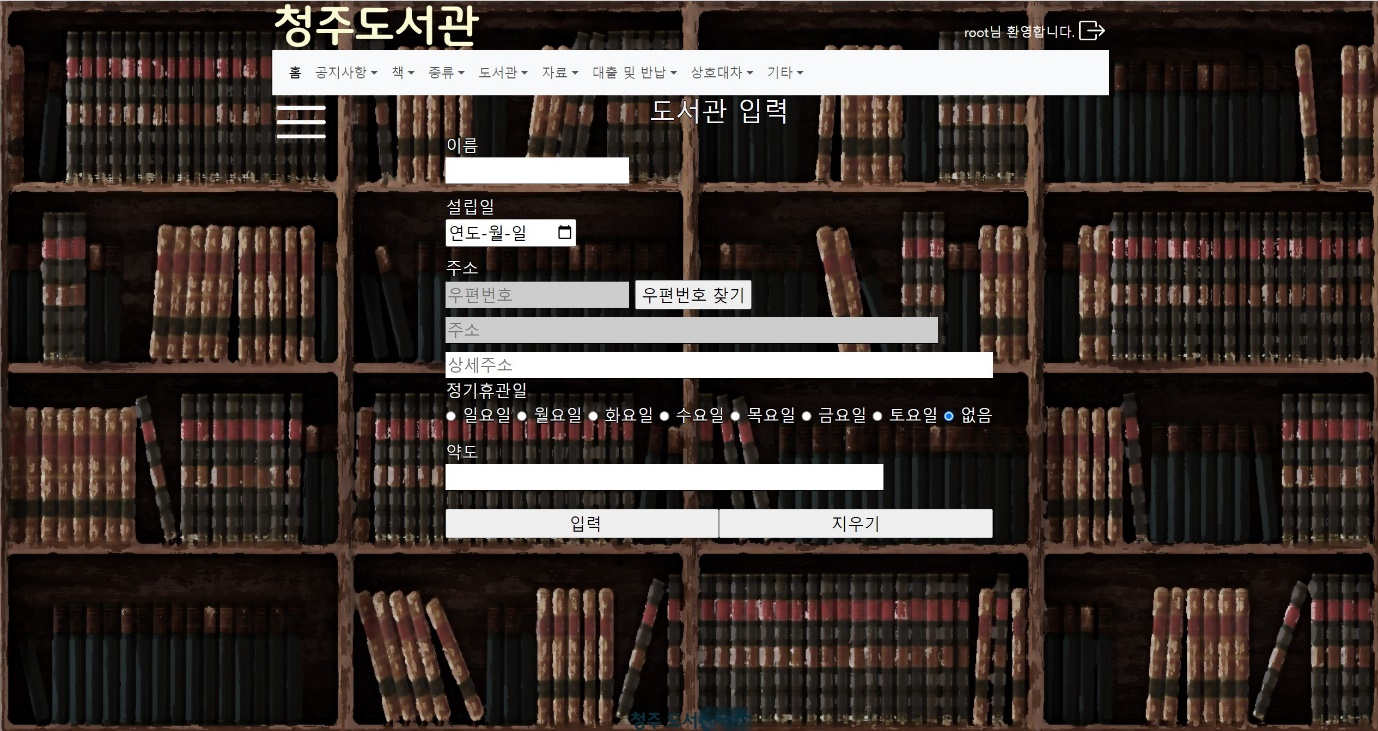 청주도서관
root님 환영합니다.
홈 공지사항 책 종류 도서관 자료 대출 및 반납 상호대차 기타
도서관 입력
이름
설립일
연도-월-일
주소
우편번호 우편번호 찾기
주소
상세주소
정기휴관일
일요일 월요일 화요일 수요일 목요일 금요일 토요일 없음
약도
입력 지우기
청주